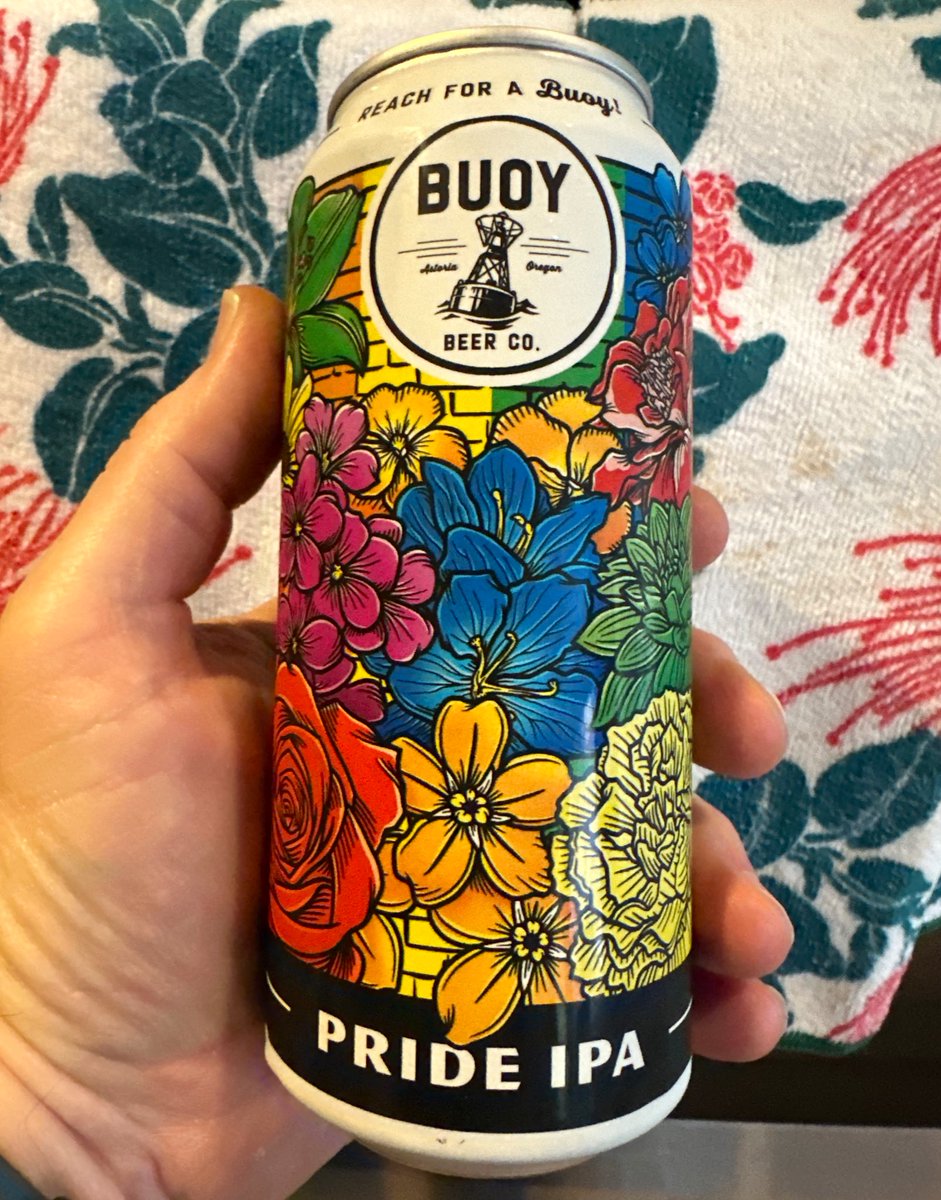 REACH FOR A Buoy!
BUOY
Astoria Oregon
BEER CO.
PRIDE IPA